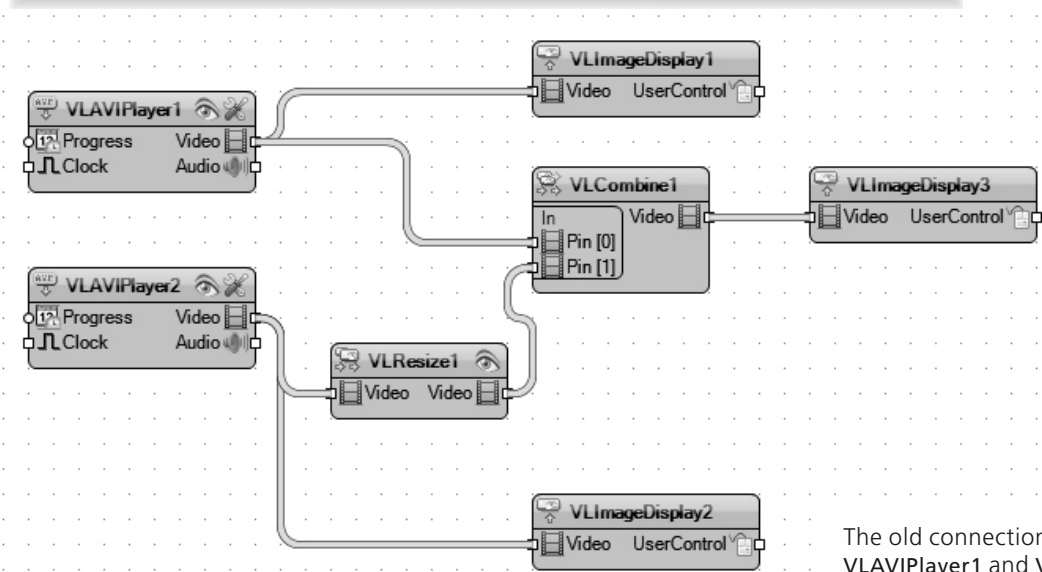 VLImageDisplay1
Video UserControl
VLAVIPlayer1
Progress Video
Clock Audio
VLCombine1
In
Video
Pin [0]
Pin [1]
VLImageDisplay3
Video UserControl
VLAVIPlayer2
Progress Video
Clock Audio
VLResize1
Video Video
VLImageDisplay2
Video UserControl
The old connection
VLAVIPlayer1 and V